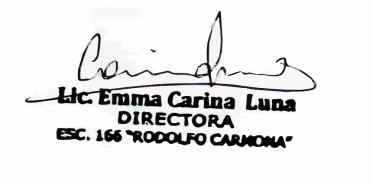 Lic. Emma Carina Luna
DIRECTORA
ESC. 166 "RODOLFO CARMONA"